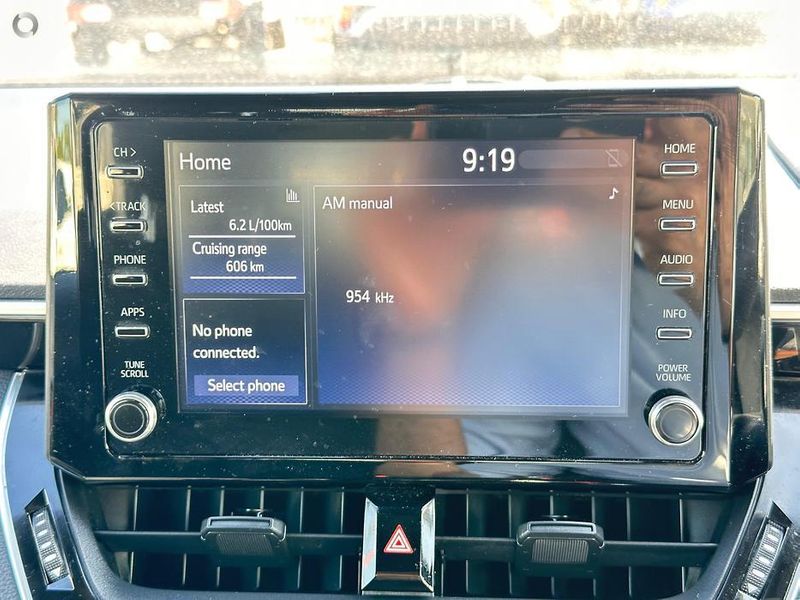 CH >
< TRACK
PHONE
APPS
TUNE
SCROLL
Home
9:19
Latest
6.2 L/100km
Cruising range
606 km
No phone
connected.
Select phone
AM manual
954 kHz
HOME
MENU
AUDIO
INFO
POWER
VOLUME